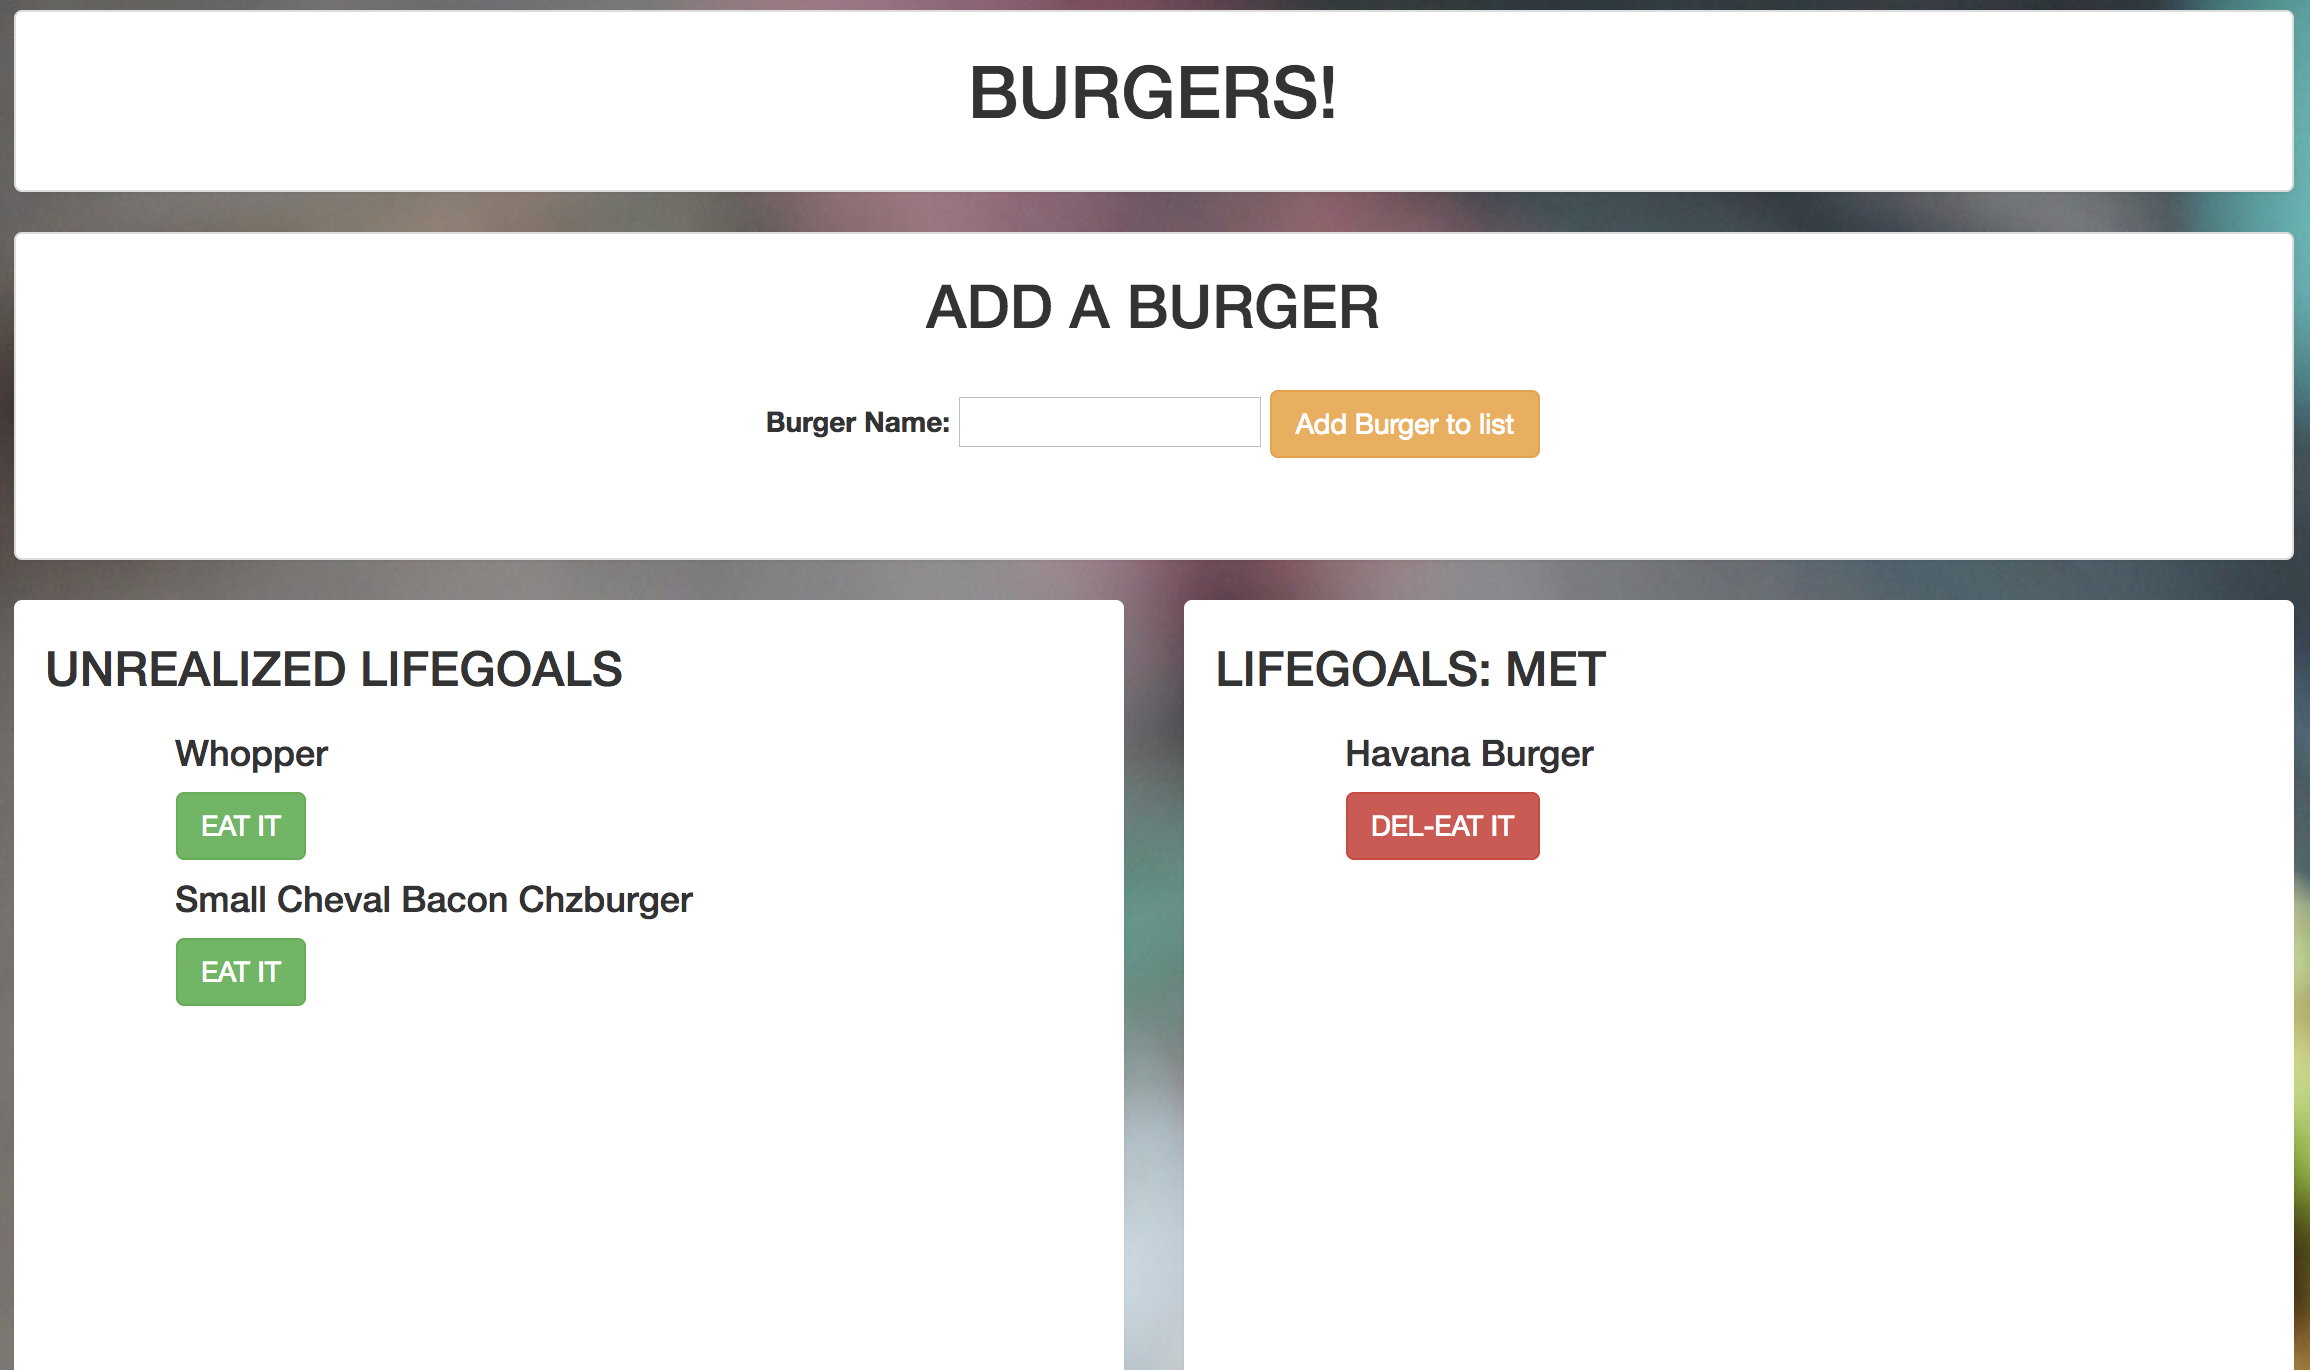 BURGERS!
ADD A BURGER
Burger Name: Add Burger to list
UNREALIZED LIFEGOALS
Whopper
EAT IT
Small Cheval Bacon Chzburger
EAT IT
LIFEGOALS: MET
Havana Burger
DEL-EAT IT